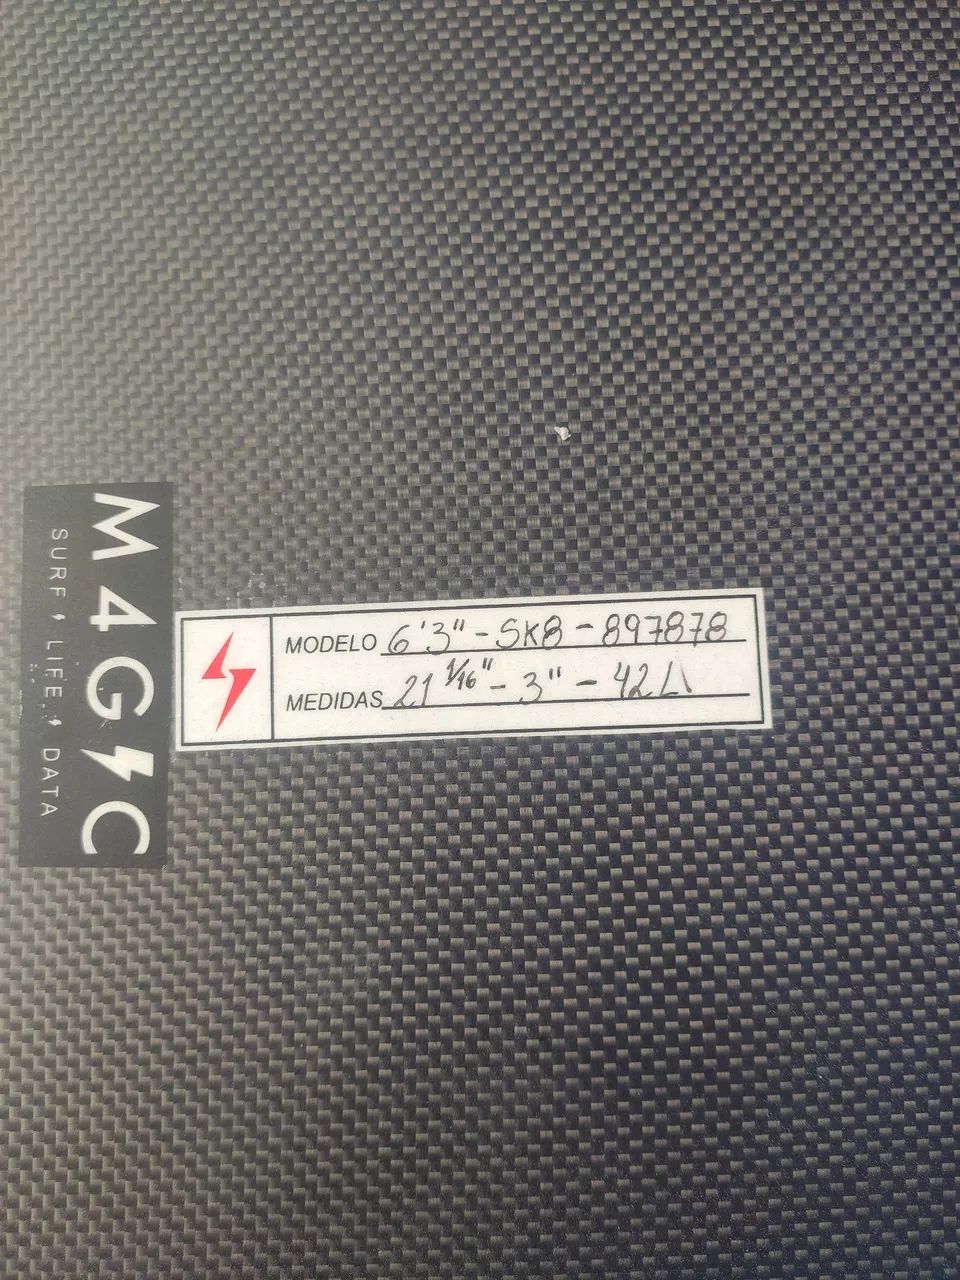 M4G C
SURF LIFE DATA
MODELO 6'3" - SK8 - 897878
MEDIDAS 21 1/16" - 3" - 42L